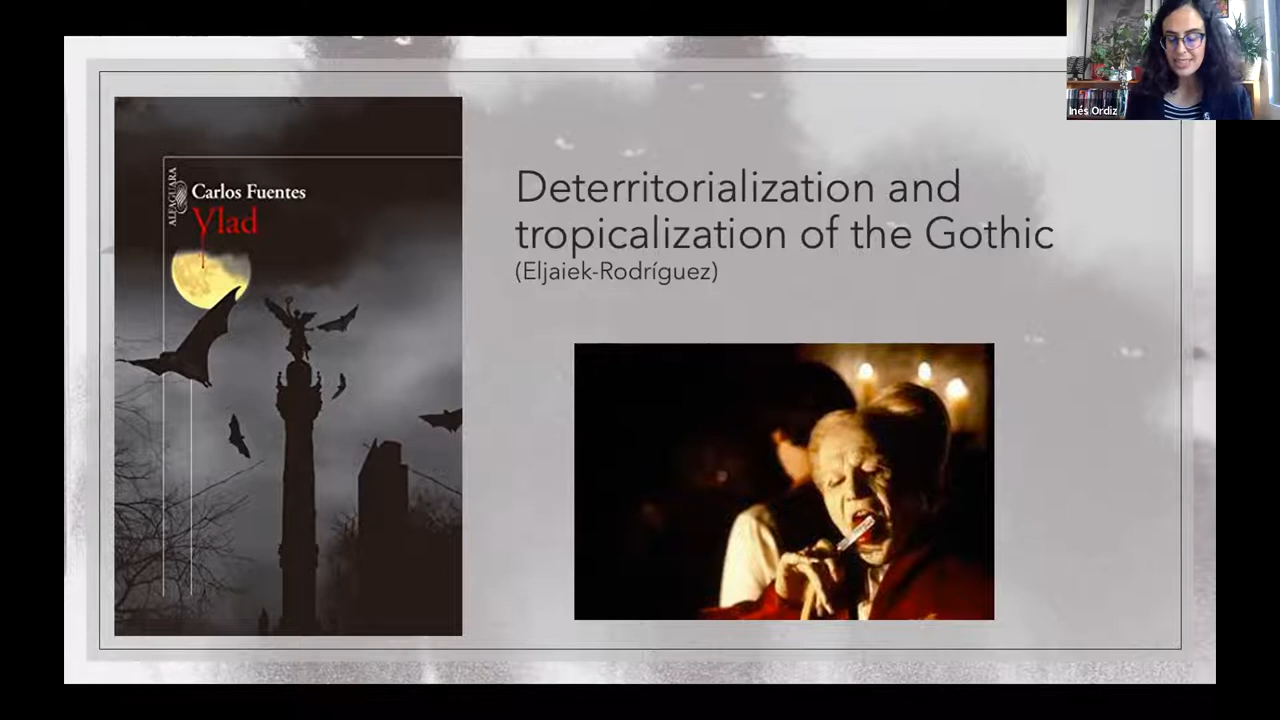 Inés Ordiz
ALFAGUARA
Carlos Fuentes
Vlad
Deterritorialization and
tropicalization of the Gothic
(Eljaiek-Rodríguez)